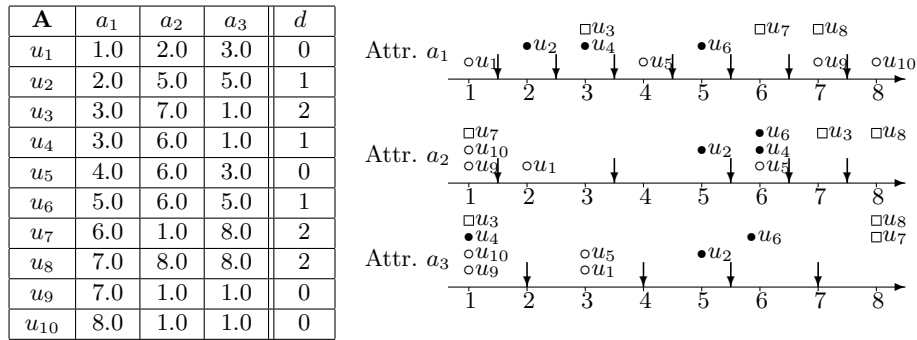 A a₁ a₂ a₃ d
u₁ 1.0 2.0 3.0 0
u₂ 2.0 5.0 5.0 1
u₃ 3.0 7.0 1.0 2
u₄ 3.0 6.0 1.0 1
u₅ 4.0 6.0 3.0 0
u₆ 5.0 6.0 5.0 1
u₇ 6.0 1.0 8.0 2
u₈ 7.0 8.0 8.0 2
u₉ 7.0 1.0 1.0 0
u₁₀ 8.0 1.0 1.0 0
u₃ u₇ u₈
Attr. a₁ u₂ u₄ u₆
u₁ u₅ u₉ u₁₀
1 2 3 4 5 6 7 8
u₇ u₆ u₃ u₈
Attr. a₂ u₁₀ u₂ u₄
u₉ u₁ u₅
1 2 3 4 5 6 7 8
u₃ u₈
u₄ u₆ u₇
Attr. a₃ u₁₀ u₅ u₂
u₉ u₁
1 2 3 4 5 6 7 8